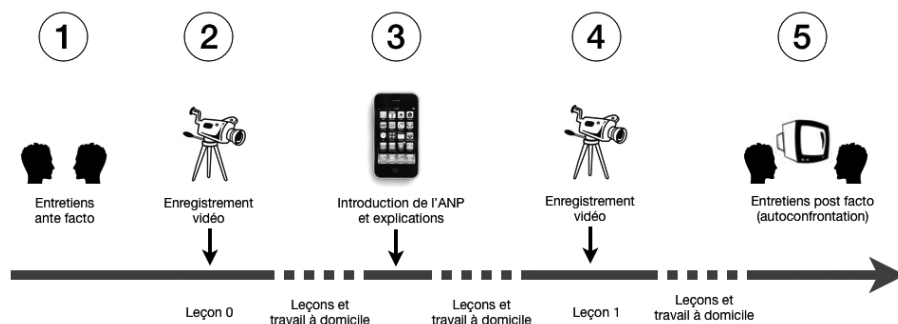 1
2
3
4
5
Entretiens
ante facto
Enregistrement
vidéo
Introduction de l'ANP
et explications
Enregistrement
vidéo
Entretiens post facto
(autoconfrontation)
Leçon 0
Leçons et
travail à domicile
Leçons et
travail à domicile
Leçon 1
Leçons et
travail à domicile